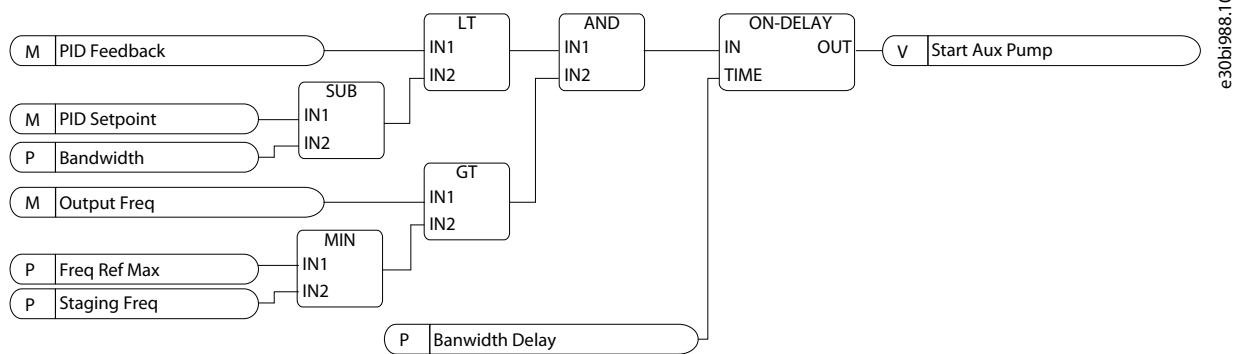 LT
AND
ON-DELAY
M PID Feedback
IN1
IN1
IN OUT
V Start Aux Pump
IN2
IN2
TIME
SUB
M PID Setpoint
IN1
P Bandwidth
IN2
GT
M Output Freq
IN1
IN2
MIN
P Freq Ref Max
IN1
P Staging Freq
IN2
P Banwidth Delay
e30bi988.10